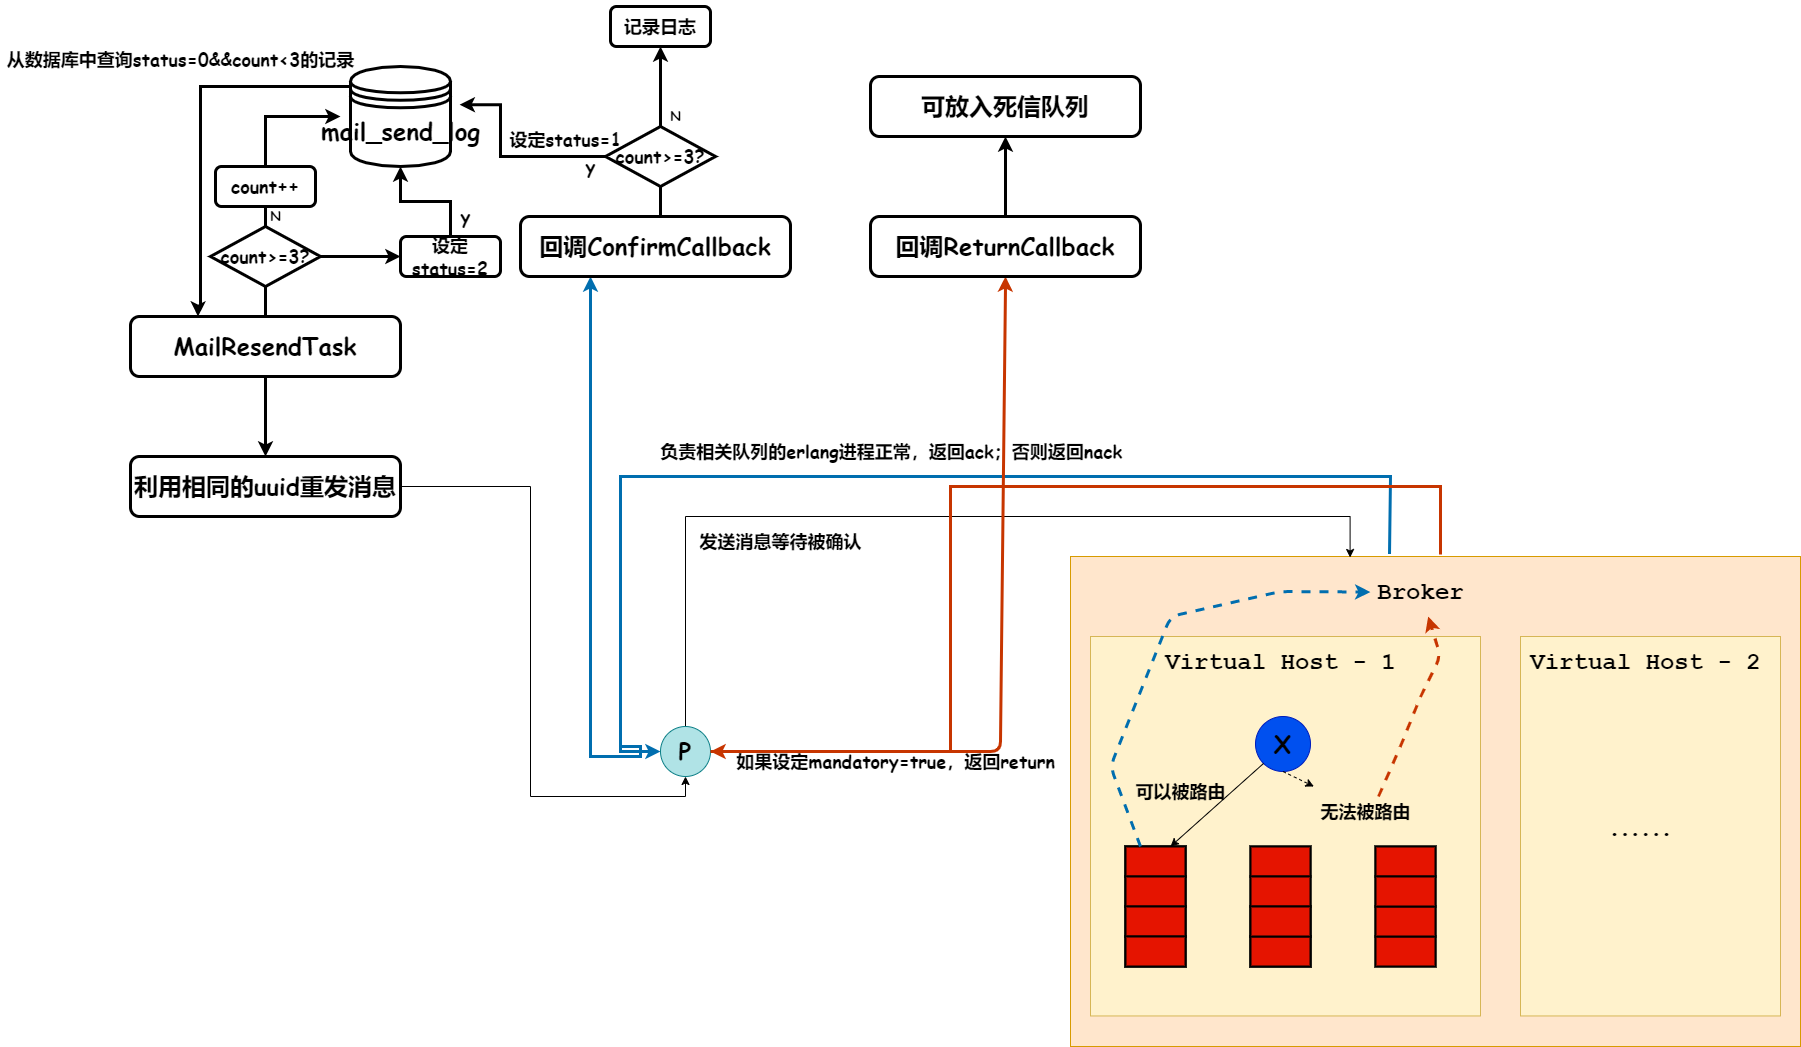 记录日志
从数据库中查询status=0&&count<3的记录
mail_send_log
N
设定status=1
Y
count>=3?
可放入死信队列
count++
N
Y
count>=3?
设定
status=2
回调ConfirmCallback
回调ReturnCallback
MailResendTask
负责相关队列的erlang进程正常，返回ack；否则返回nack
利用相同的uuid重发消息
发送消息等待被确认
Broker
Virtual Host - 1
Virtual Host - 2
P
X
如果设定mandatory=true，返回return
可以被路由
无法被路由
......